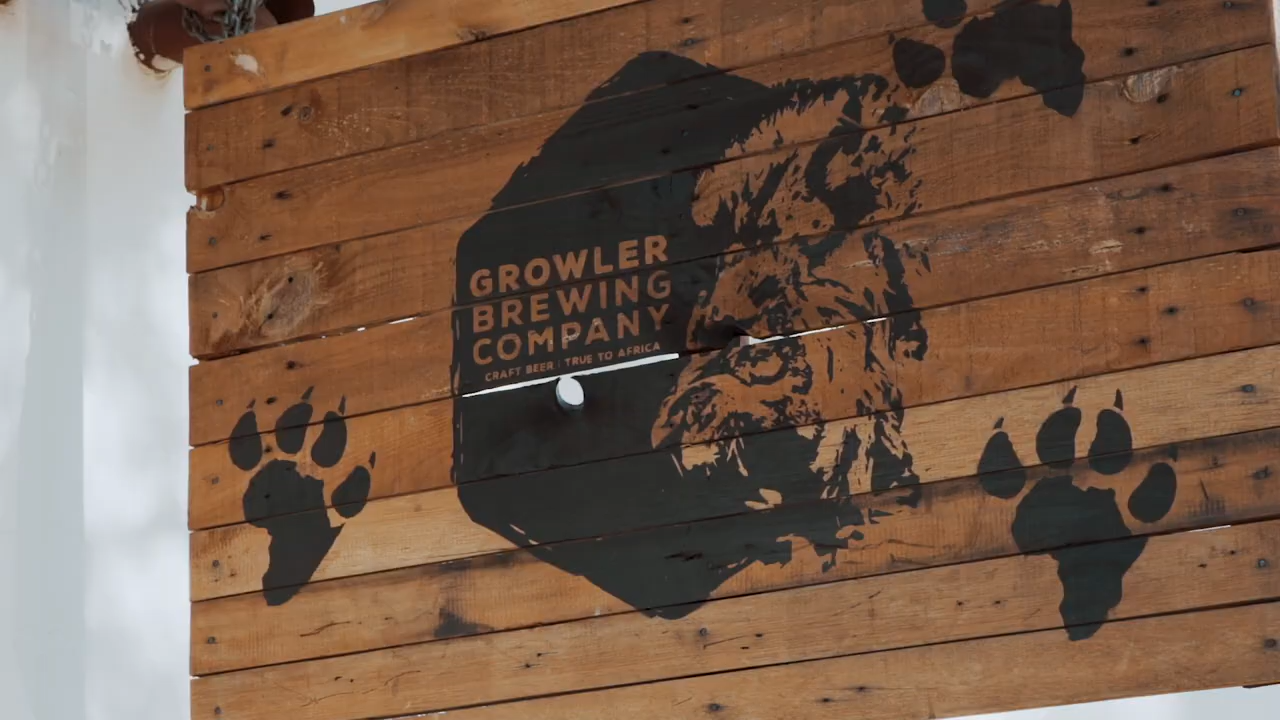 GROWLER
BREWING
COMPANY
CRAFT BEER | TRUE TO AFRICA